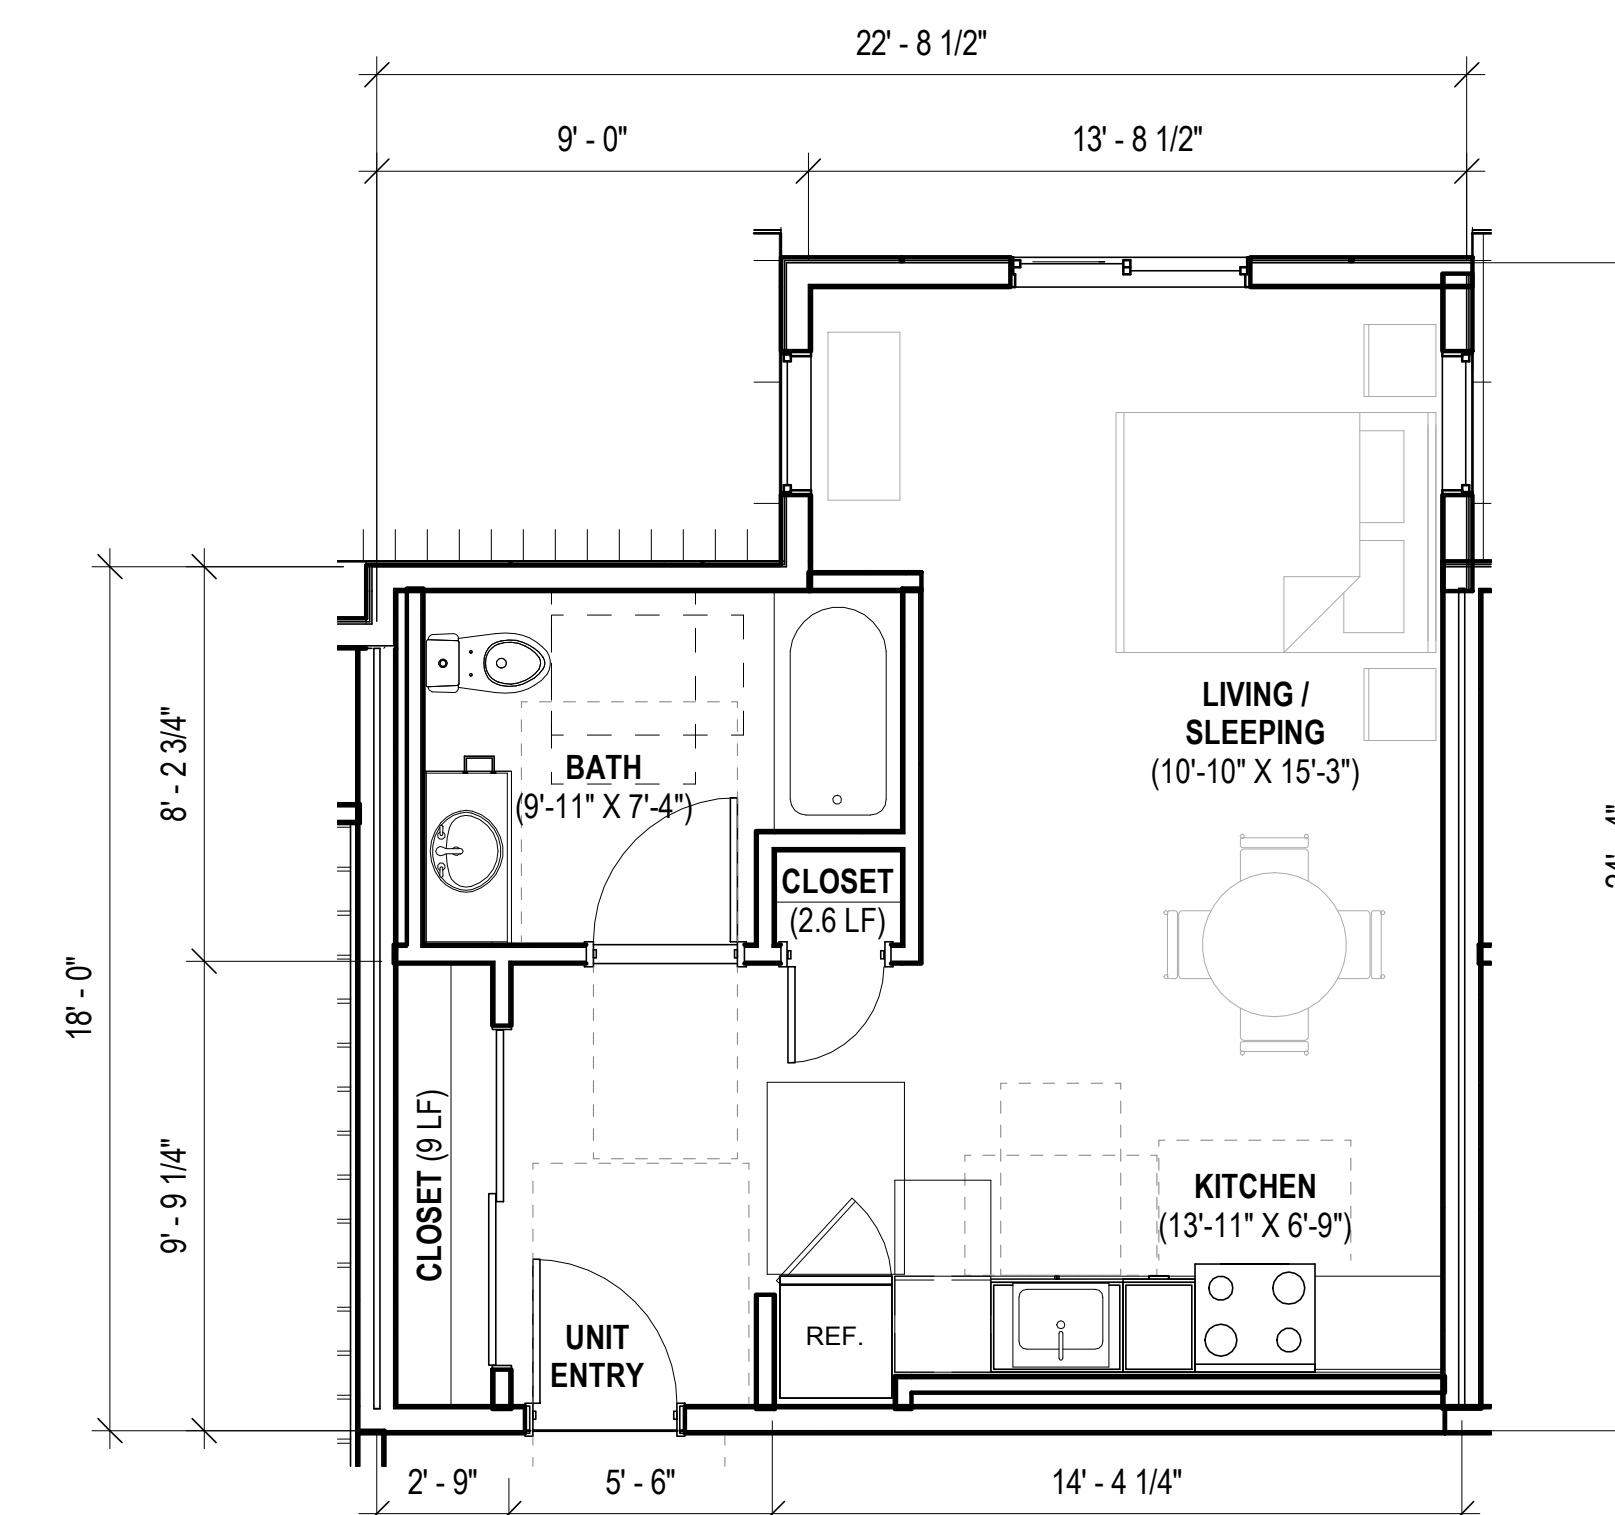 22' - 8 1/2"
9' - 0"
13' - 8 1/2"
LIVING /
SLEEPING
(10'-10" X 15'-3")
8' - 2 3/4"
BATH
(9'-11" X 7'-4")
CLOSET
(2.6 LF)
18' - 0"
9' - 9 1/4"
CLOSET (9 LF)
KITCHEN
(13'-11" X 6'-9")
UNIT
ENTRY
REF.
2' - 9"
5' - 6"
14' - 4 1/4"